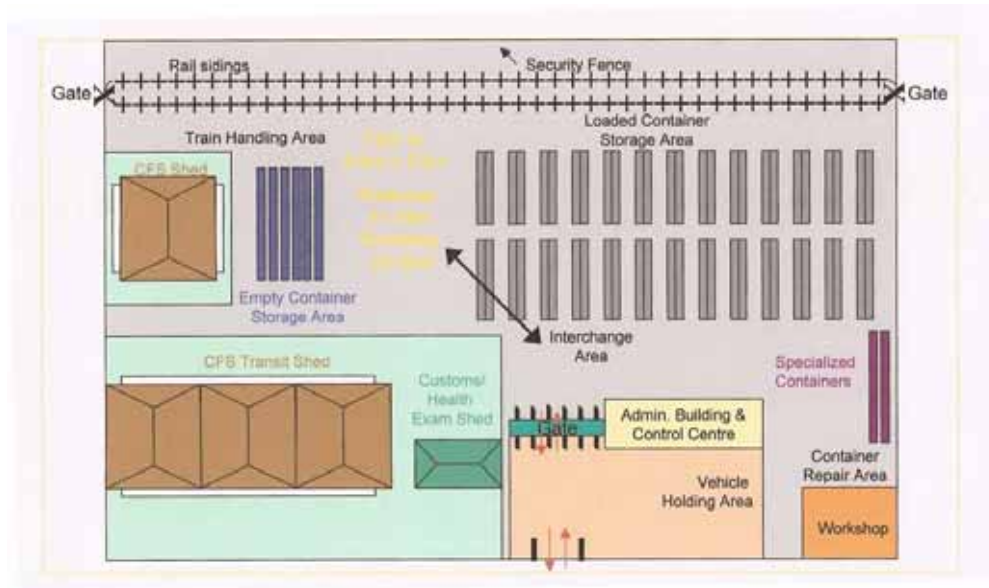 Rail sidings
Security Fence
Gate
Gate
Loaded Container
Storage Area
Train Handling Area
CFS Shed
Empty Container
Storage Area
Interchange
Area
CFS Transit Shed
Customs/
Health
Exam Shed
Specialized
Containers
Gate
Admin. Building &
Control Centre
Container
Repair Area
Vehicle
Holding Area
Workshop